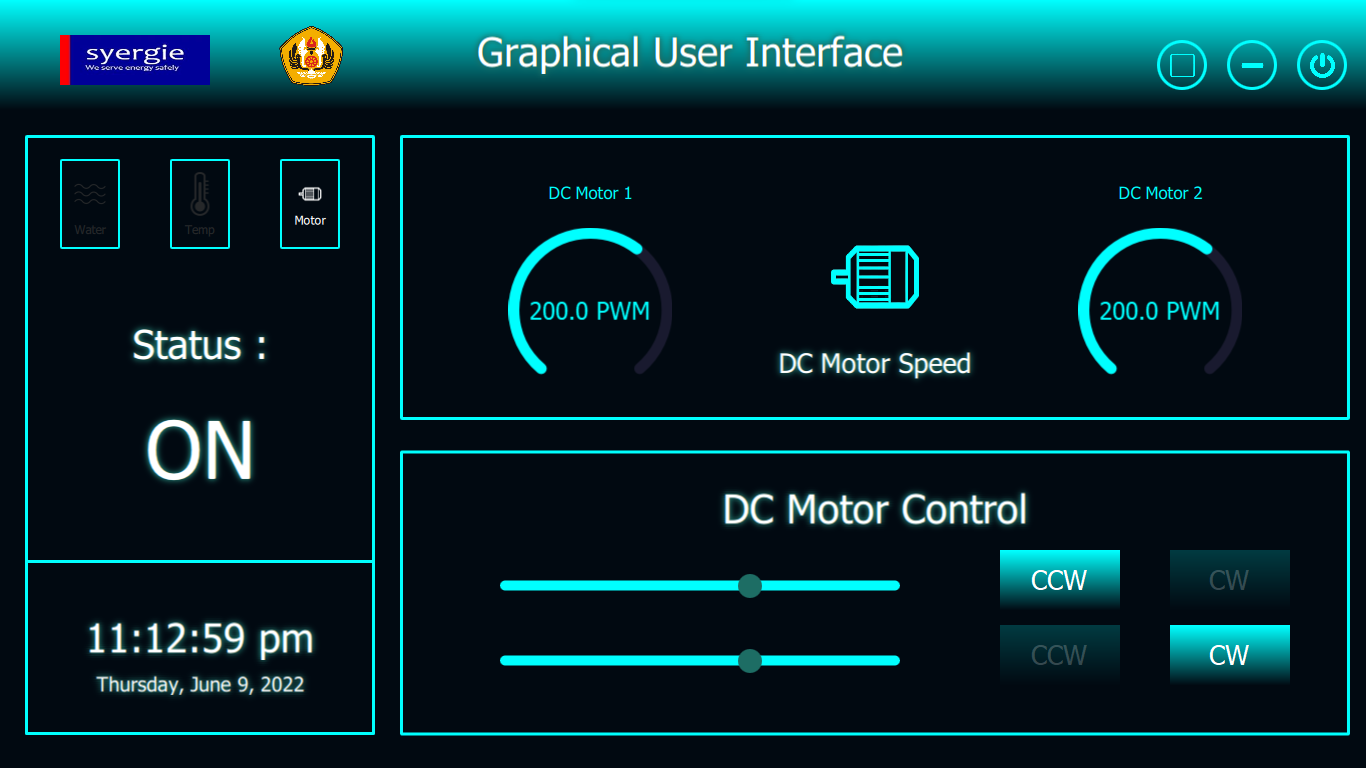 syergie
We serve energy safely
Graphical User Interface
Water
Temp
Motor
Status :
ON
11:12:59 pm
Thursday, June 9, 2022
DC Motor 1
200.0 PWM
DC Motor Speed
DC Motor 2
200.0 PWM
DC Motor Control
CCW
CW
CCW
CW